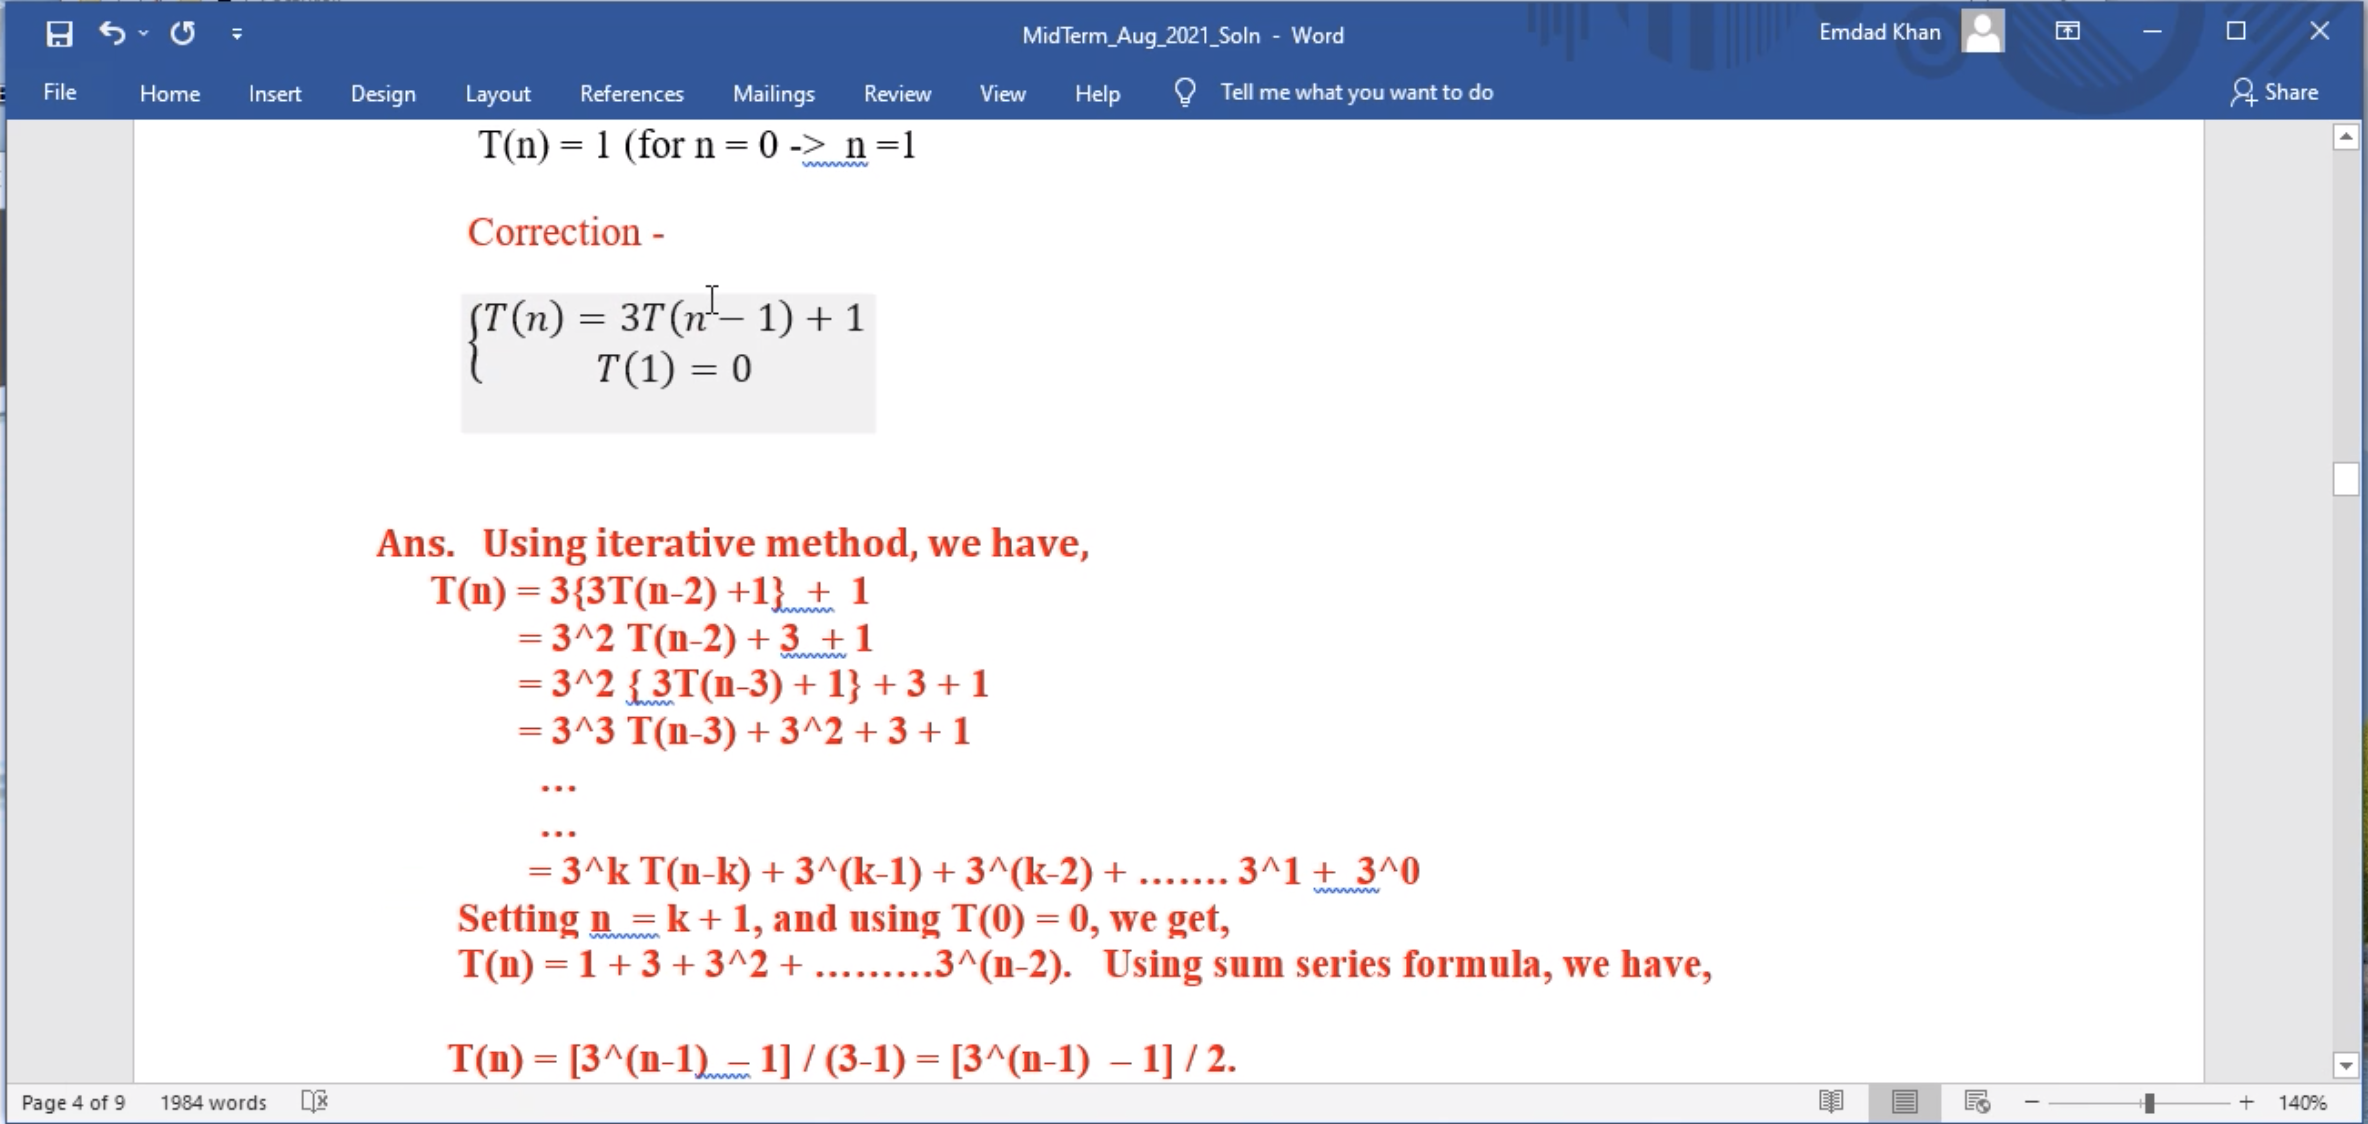 MidTerm_Aug_2021_Soln - Word
Emdad Khan
File Home Insert Design Layout References Mailings Review View Help Tell me what you want to do Share
T(n) = 1 (for n = 0 -> n =1
Correction -
T(n) = 3T(n − 1) + 1
T(1) = 0
Ans. Using iterative method, we have,
T(n) = 3{3T(n-2) +1} + 1
= 3^2 T(n-2) + 3 + 1
= 3^2 { 3T(n-3) + 1} + 3 + 1
= 3^3 T(n-3) + 3^2 + 3 + 1
...
...
= 3^k T(n-k) + 3^(k-1) + 3^(k-2) + ……. 3^1 + 3^0
Setting n = k + 1, and using T(0) = 0, we get,
T(n) = 1 + 3 + 3^2 + ………3^(n-2). Using sum series formula, we have,
T(n) = [3^(n-1) – 1] / (3-1) = [3^(n-1) – 1] / 2.
Page 4 of 9 1984 words 140%